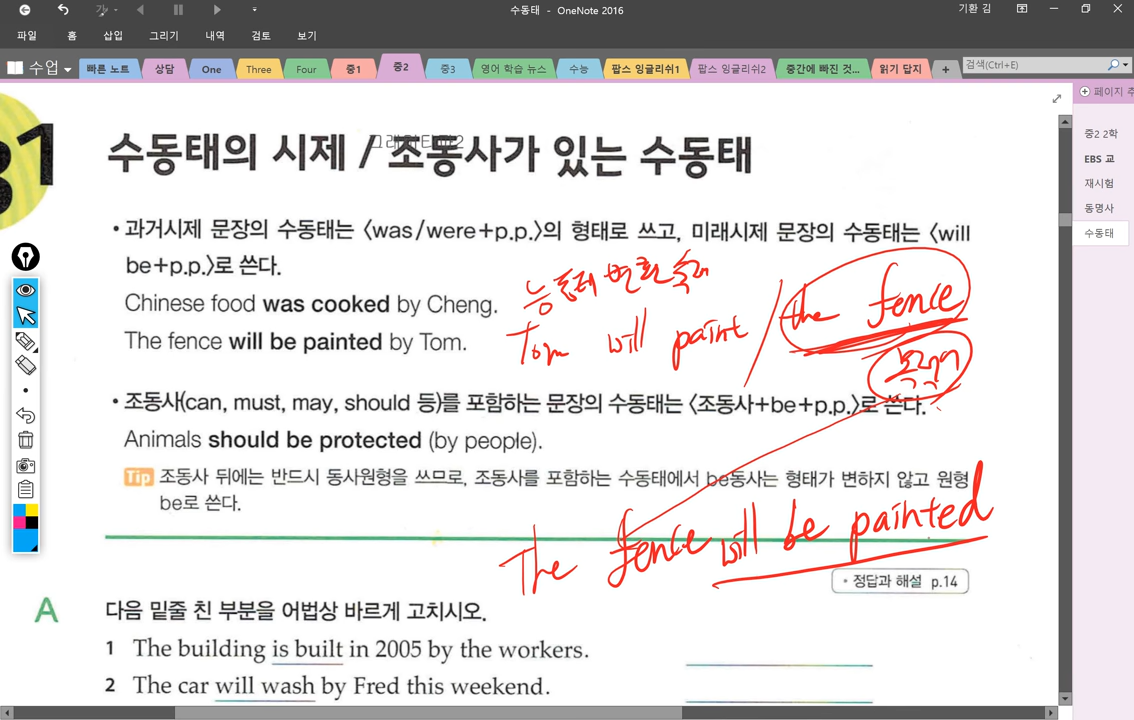 수동태 - OneNote 2016
기환 김
파일 홈 삽입 그리기 내역 검토 보기
수업 빠른 노트 상담 One Three Four 중1 중2 중3 영어 학습 뉴스 수능 팝스 잉글리쉬1 팝스 잉글리쉬2 중간에 빠진 것... 읽기 답지 + 검색(Ctrl+E)
페이지 추
중2 2학
EBS 교
재시험
동명사
수동태
31
수동태의 시제 / 조동사가 있는 수동태
• 과거시제 문장의 수동태는 〈was/were+p.p.〉의 형태로 쓰고, 미래시제 문장의 수동태는 〈will
be+p.p.〉로 쓴다.
Chinese food was cooked by Cheng.
The fence will be painted by Tom.
능동태 변환
Tom will paint / the fence
목적어
• 조동사(can, must, may, should 등)를 포함하는 문장의 수동태는 〈조동사+be+p.p.〉로 쓴다.
Animals should be protected (by people).
Tip 조동사 뒤에는 반드시 동사원형을 쓰므로, 조동사를 포함하는 수동태에서 be동사는 형태가 변하지 않고 원형
be로 쓴다.
The fence will be painted
• 정답과 해설 p.14
A 다음 밑줄 친 부분을 어법상 바르게 고치시오.
1 The building is built in 2005 by the workers.
2 The car will wash by Fred this weekend.